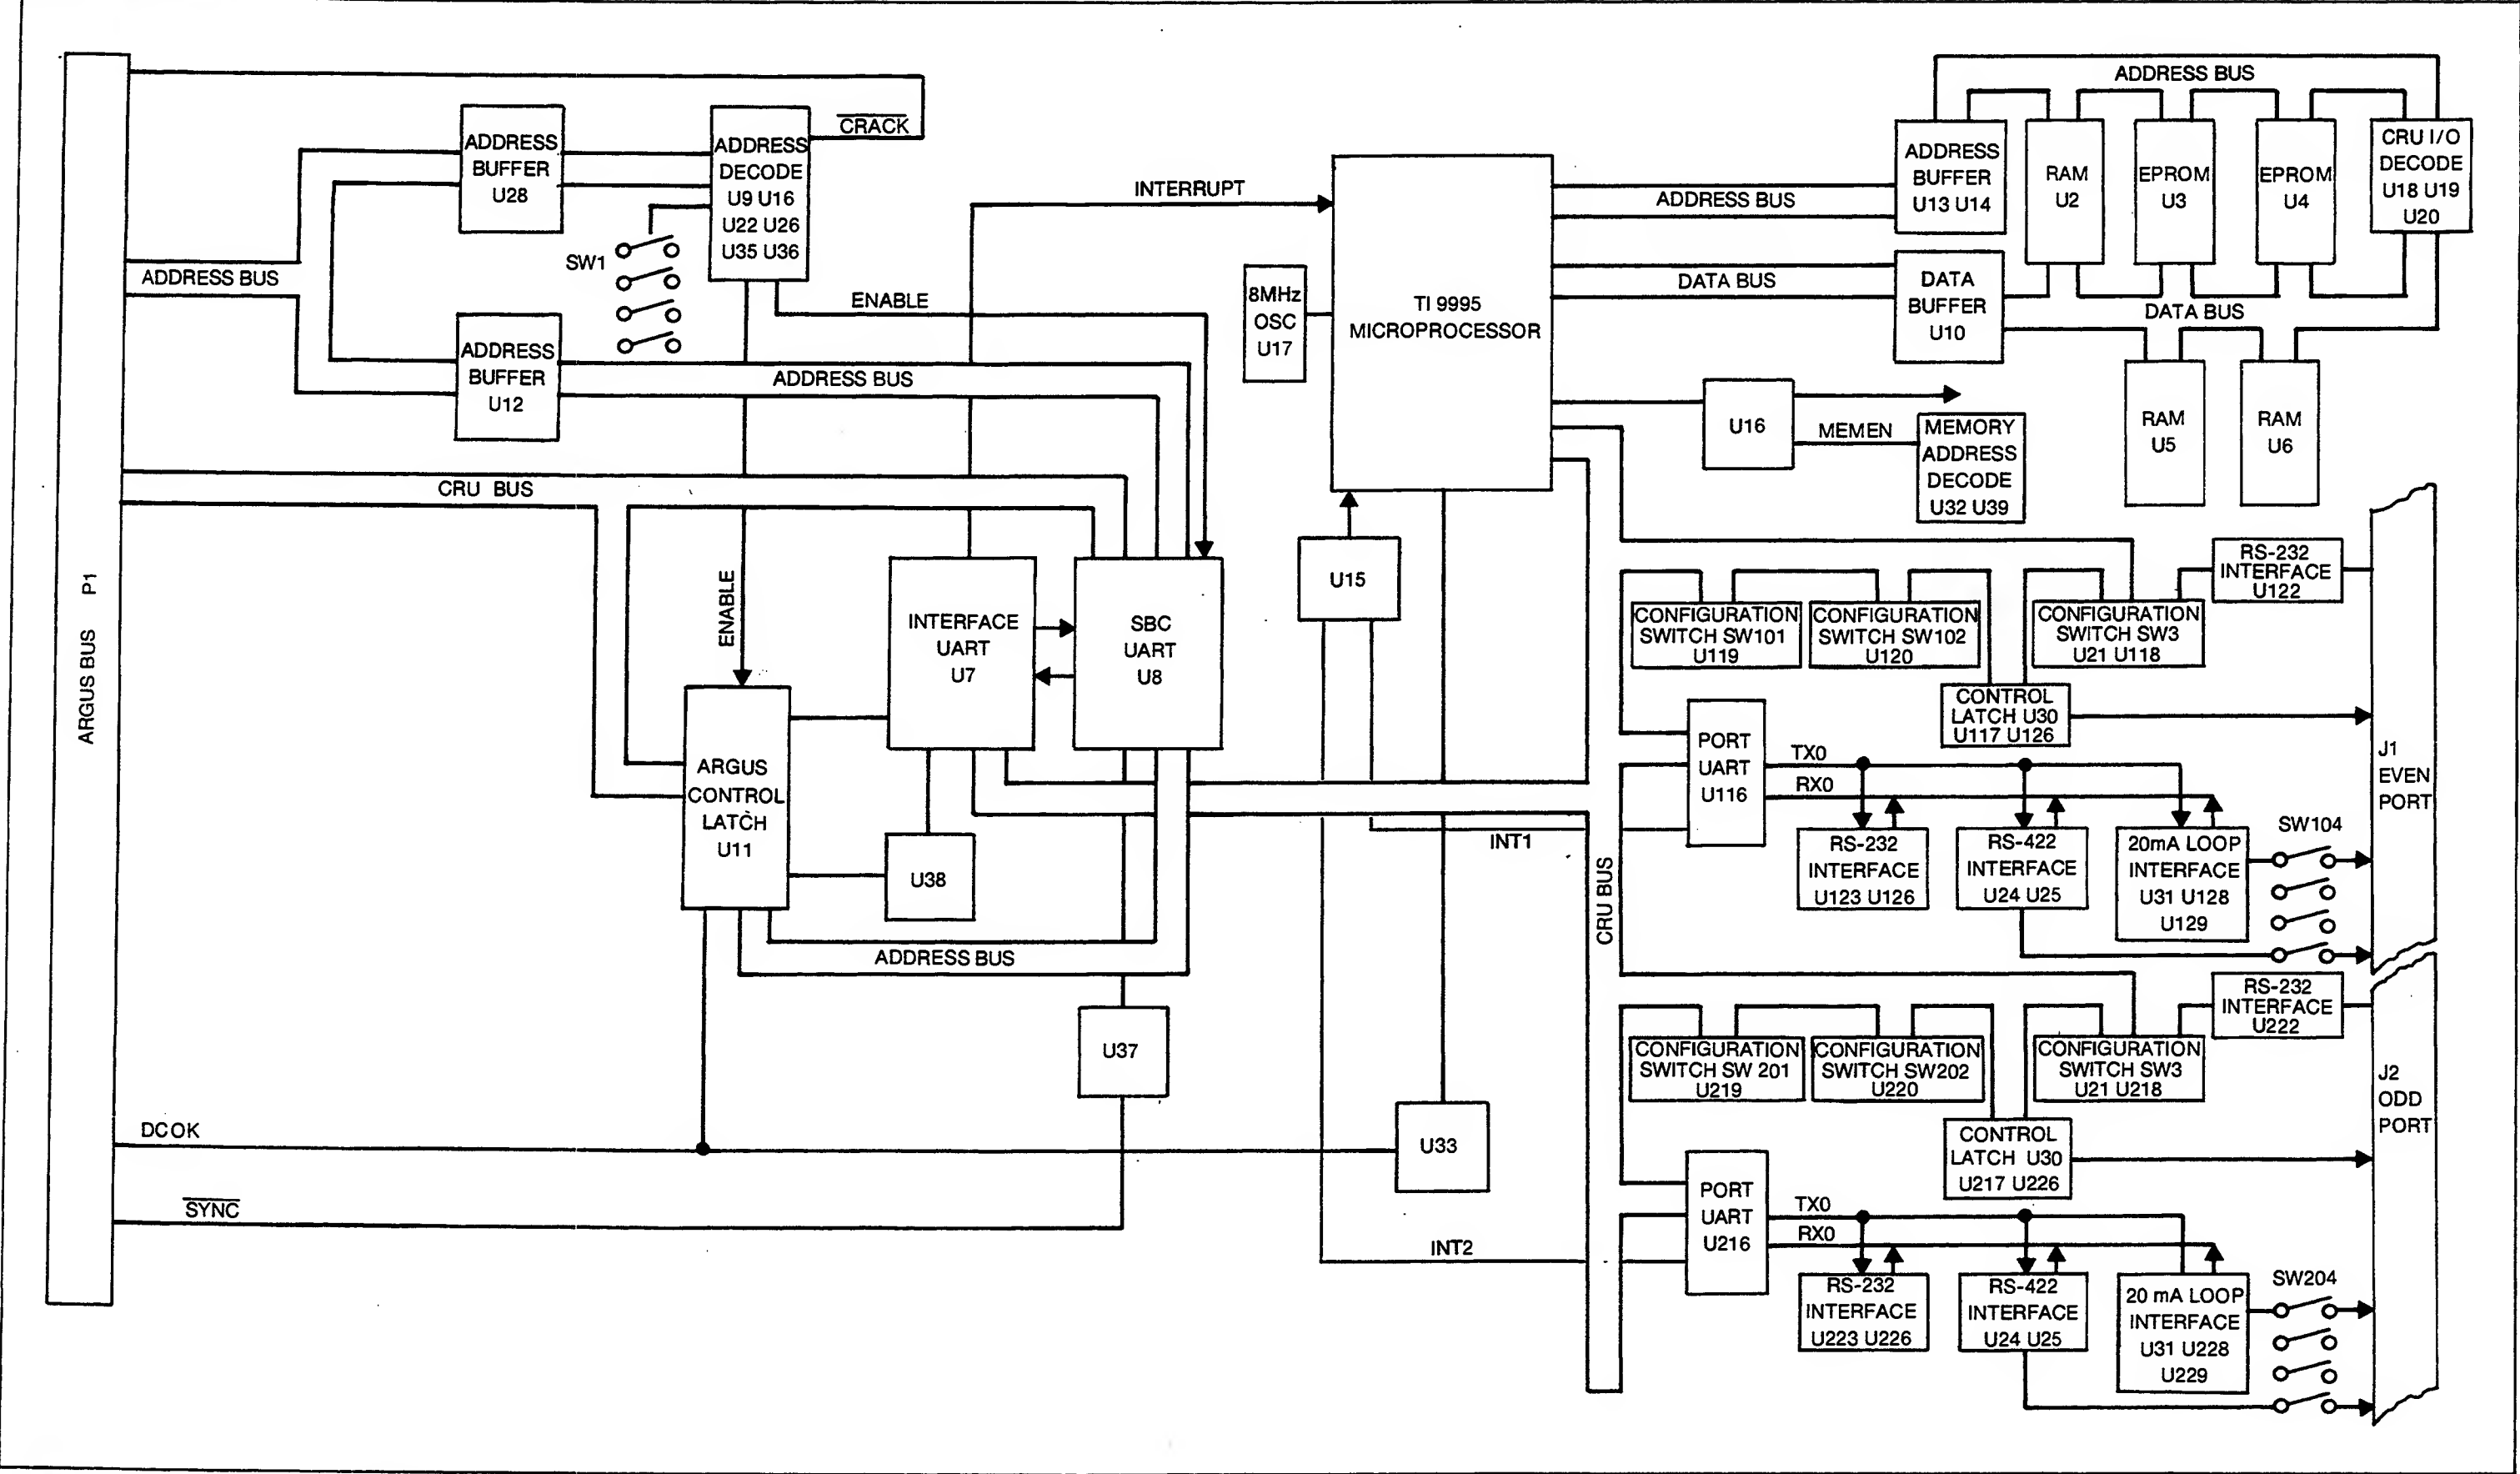 ARGUS BUS P1
ADDRESS
BUFFER
U28
ADDRESS
DECODE
U9 U16
U22 U26
U35 U36
CRACK
SW1
ADDRESS BUS
ENABLE
ADDRESS
BUFFER
U12
ADDRESS BUS
CRU BUS
ENABLE
INTERRUPT
INTERFACE
UART
U7
SBC
UART
U8
ARGUS
CONTROL
LATCH
U11
U38
ADDRESS BUS
U37
DCOK
SYNC
U33
8MHz
OSC
U17
TI 9995
MICROPROCESSOR
U15
INT1
INT2
CRU BUS
ADDRESS BUS
DATA BUS
ADDRESS BUS
ADDRESS
BUFFER
U13 U14
RAM
U2
EPROM
U3
EPROM
U4
CRU I/O
DECODE
U18 U19
U20
DATA
BUFFER
U10
DATA BUS
RAM
U5
RAM
U6
U16
MEMEN
MEMORY
ADDRESS
DECODE
U32 U39
RS-232
INTERFACE
U122
CONFIGURATION
SWITCH SW101
U119
CONFIGURATION
SWITCH SW102
U120
CONFIGURATION
SWITCH SW3
U21 U118
CONTROL
LATCH U30
U117 U126
PORT
UART
U116
TX0
RX0
RS-232
INTERFACE
U123 U126
RS-422
INTERFACE
U24 U25
20mA LOOP
INTERFACE
U31 U128
U129
SW104
J1
EVEN
PORT
RS-232
INTERFACE
U222
CONFIGURATION
SWITCH SW 201
U219
CONFIGURATION
SWITCH SW202
U220
CONFIGURATION
SWITCH SW3
U21 U218
CONTROL
LATCH U30
U217 U226
PORT
UART
U216
TX0
RX0
RS-232
INTERFACE
U223 U226
RS-422
INTERFACE
U24 U25
20 mA LOOP
INTERFACE
U31 U228
U229
SW204
J2
ODD
PORT